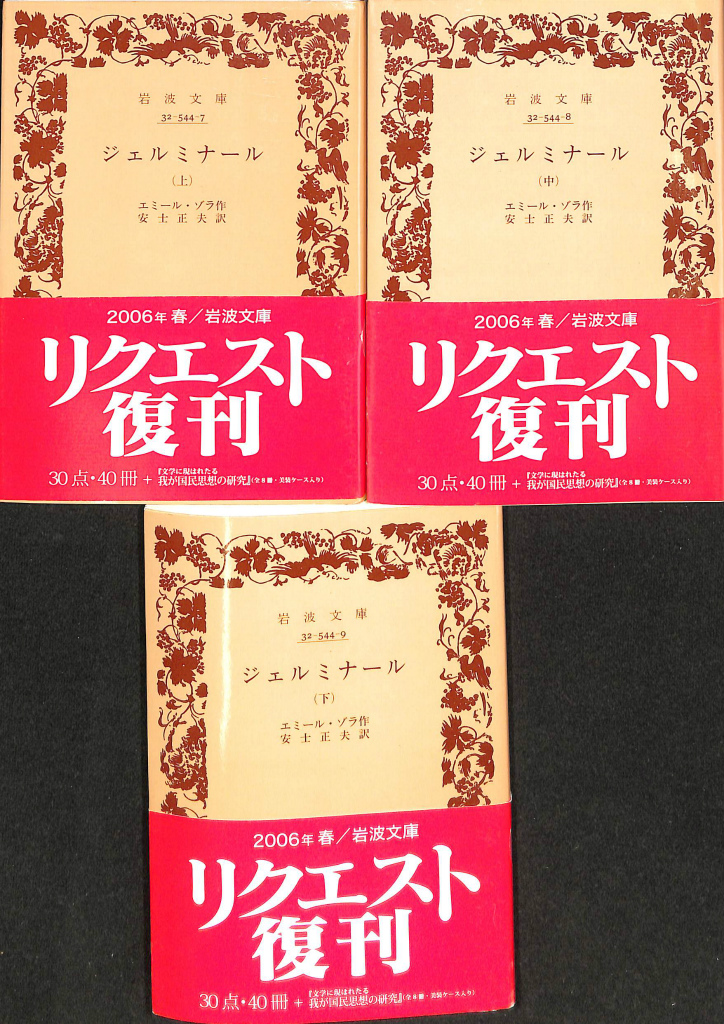 岩波文庫
32-544-7
ジェルミナール
(上)
エミール・ゾラ作
安士正夫訳
2006年 春／岩波文庫
リクエスト
復刊
30点・40冊 + 『文学に現はれたる我が国民思想の研究』(全8冊・美装ケース入り)
岩波文庫
32-544-8
ジェルミナール
(中)
エミール・ゾラ作
安士正夫訳
2006年 春／岩波文庫
リクエスト
復刊
30点・40冊 + 『文学に現はれたる我が国民思想の研究』(全8冊・美装ケース入り)
岩波文庫
32-544-9
ジェルミナール
(下)
エミール・ゾラ作
安士正夫訳
2006年 春／岩波文庫
リクエスト
復刊
30点・40冊 + 『文学に現はれたる我が国民思想の研究』(全8冊・美装ケース入り)